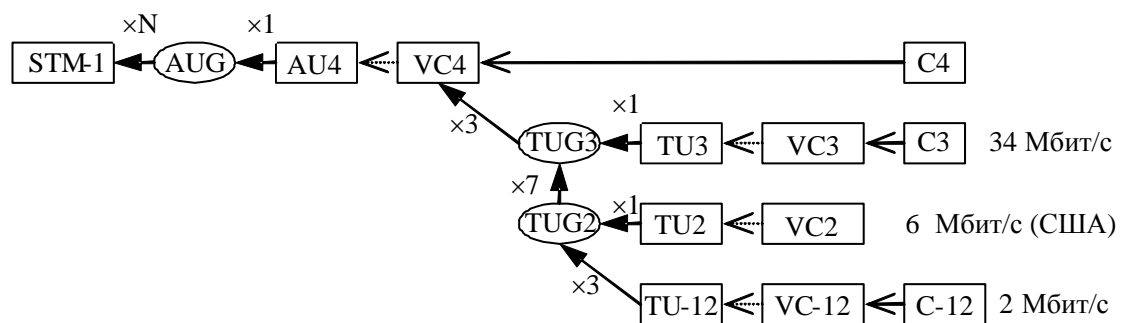 ×N ×1
STM-1 AUG AU4 VC4 C4
×3 ×1
TUG3 TU3 VC3 C3 34 Мбит/с
×7 ×1
TUG2 TU2 VC2 6 Мбит/с (США)
×3
TU-12 VC-12 C-12 2 Мбит/с